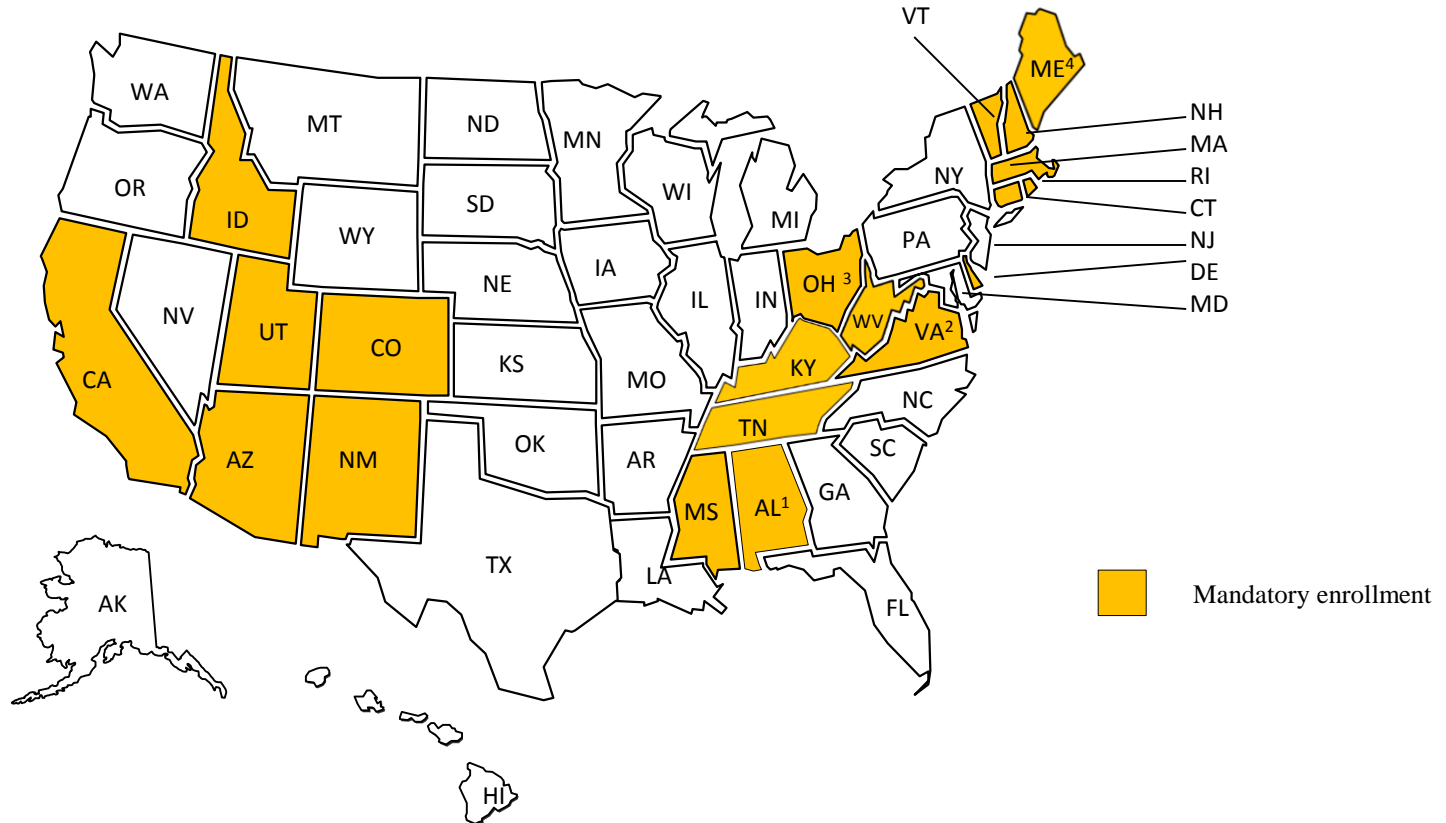 VT
ME⁴
WA
MT
ND
MN
NH
MA
OR
ID
SD
WI
MI
NY
RI
CT
WY
PA
NJ
DE
MD
IA
NE
OH ³
NV
IL
IN
WV
VA²
UT
CO
KS
MO
KY
CA
NC
TN
OK
SC
AZ
NM
AR
GA
MS
AL¹
TX
LA
AK
FL
Mandatory enrollment
HI